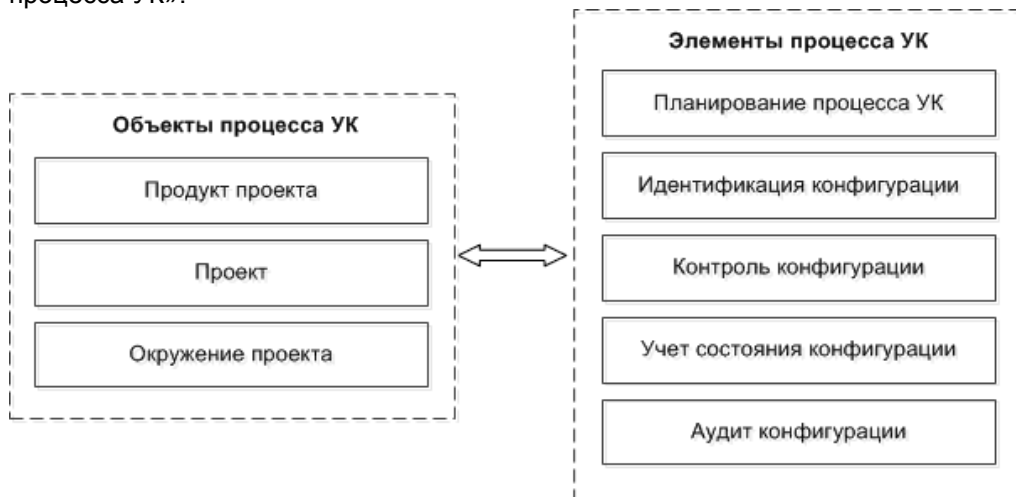 процесса УК».
Элементы процесса УК
Планирование процесса УК
Объекты процесса УК
Продукт проекта
Идентификация конфигурации
Проект
Контроль конфигурации
Окружение проекта
Учет состояния конфигурации
Аудит конфигурации